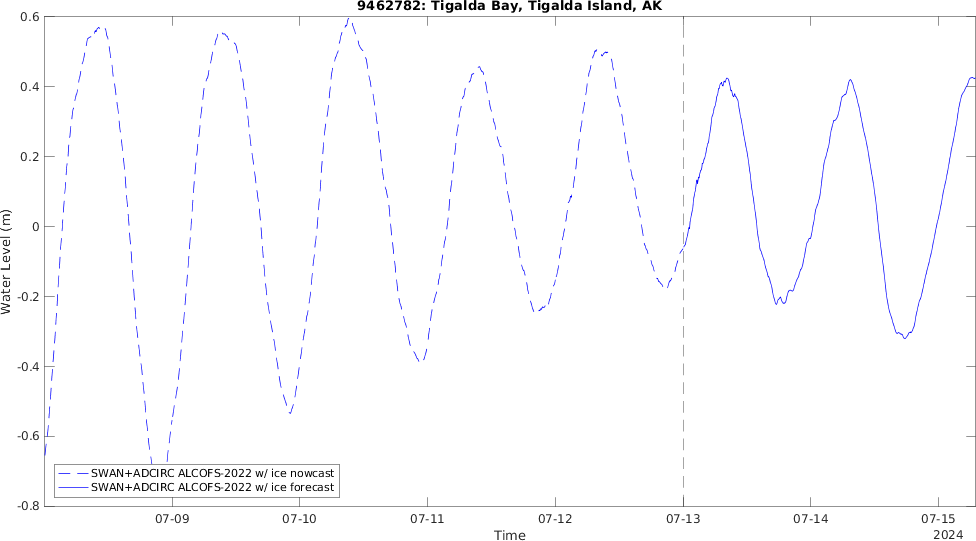 9462782: Tigalda Bay, Tigalda Island, AK
Water Level (m)
0.6
0.4
0.2
0
-0.2
-0.4
-0.6
-0.8
SWAN+ADCIRC ALCOFS-2022 w/ ice nowcast
SWAN+ADCIRC ALCOFS-2022 w/ ice forecast
07-09 07-10 07-11 07-12 07-13 07-14 07-15
Time 2024